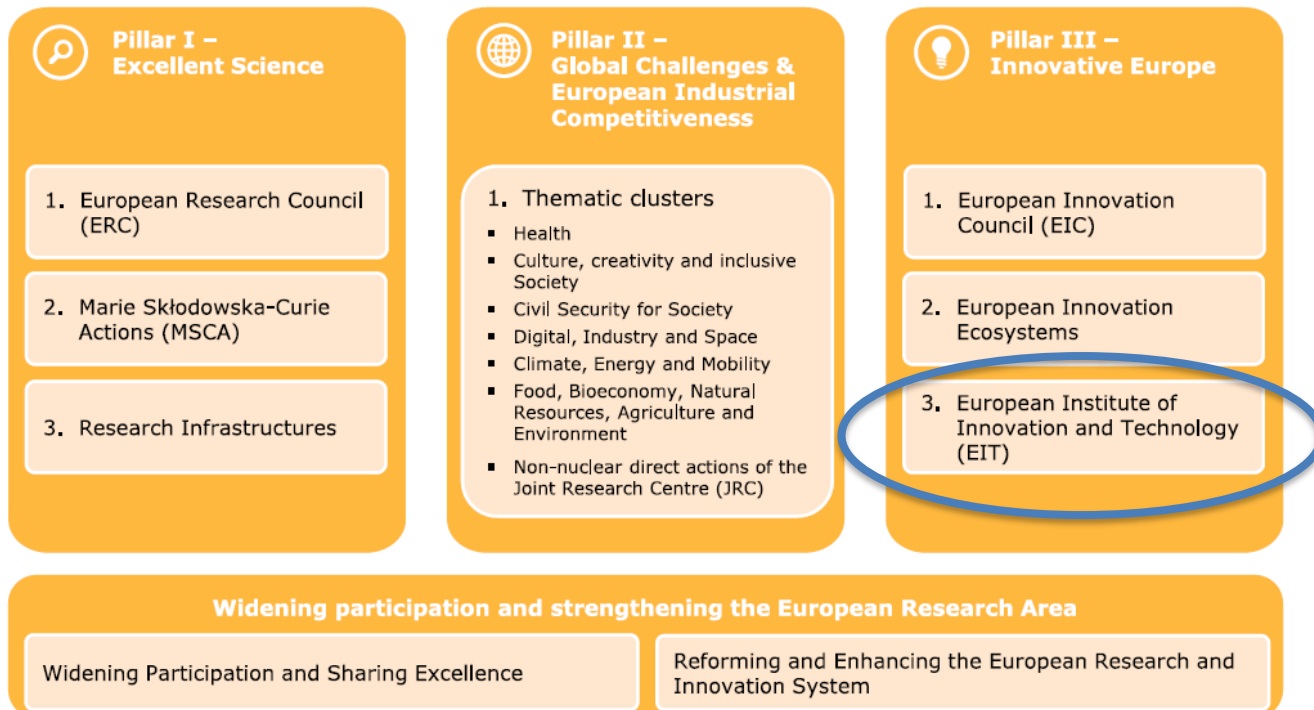 Pillar I –
Excellent Science
1. European Research Council
(ERC)
2. Marie Skłodowska-Curie
Actions (MSCA)
3. Research Infrastructures
Pillar II –
Global Challenges &
European Industrial
Competitiveness
1. Thematic clusters
▪ Health
▪ Culture, creativity and inclusive
Society
▪ Civil Security for Society
▪ Digital, Industry and Space
▪ Climate, Energy and Mobility
▪ Food, Bioeconomy, Natural
Resources, Agriculture and
Environment
▪ Non-nuclear direct actions of the
Joint Research Centre (JRC)
Pillar III –
Innovative Europe
1. European Innovation
Council (EIC)
2. European Innovation
Ecosystems
3. European Institute of
Innovation and Technology
(EIT)
Widening participation and strengthening the European Research Area
Widening Participation and Sharing Excellence
Reforming and Enhancing the European Research and
Innovation System